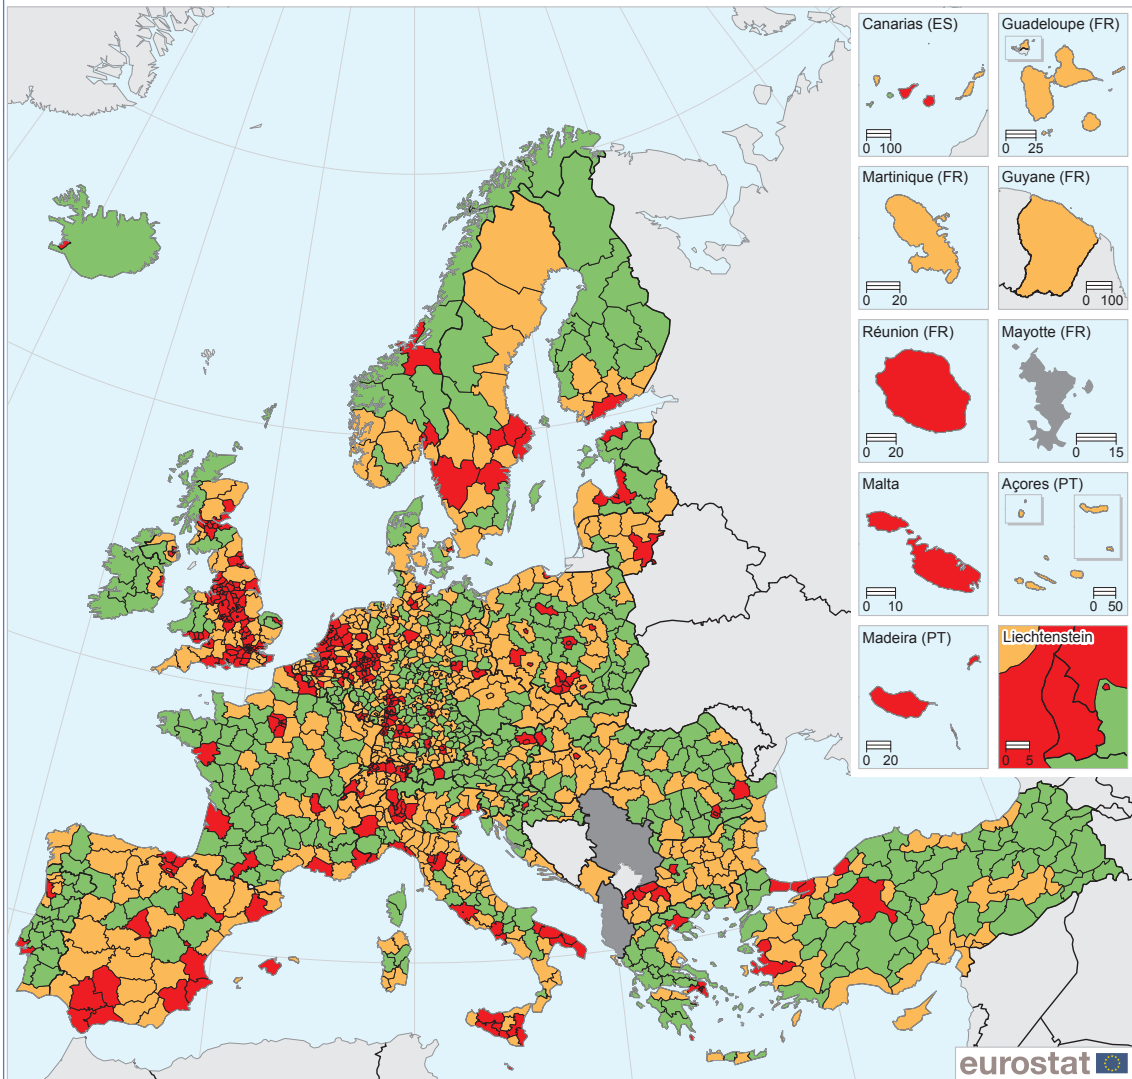 Canarias (ES)
0 100
Guadeloupe (FR)
0 25
Martinique (FR)
0 20
Guyane (FR)
0 100
Réunion (FR)
0 20
Mayotte (FR)
0 15
Malta
0 10
Açores (PT)
0 50
Madeira (PT)
0 20
Liechtenstein
0 5
eurostat